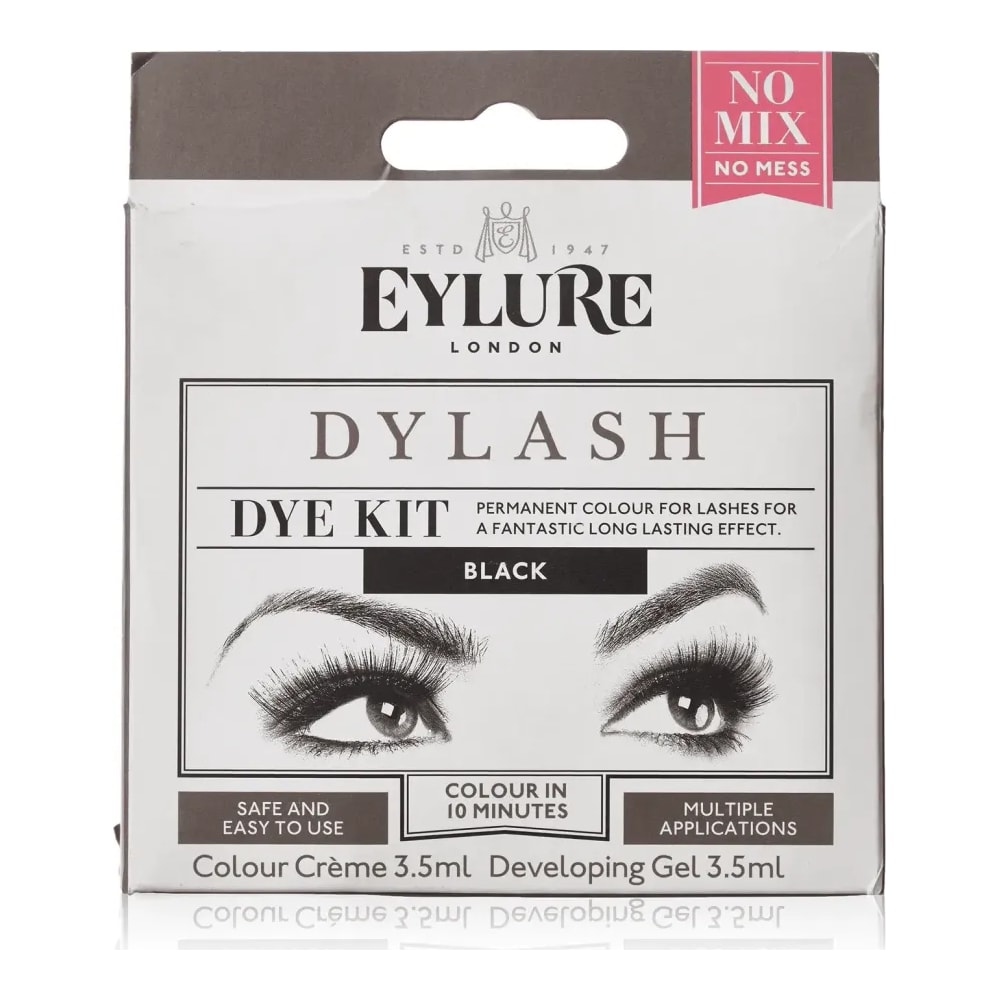 NO
MIX
NO MESS
ESTD E 1947
EYLURE
LONDON
DYLASH
DYE KIT
PERMANENT COLOUR FOR LASHES FOR
A FANTASTIC LONG LASTING EFFECT.
BLACK
COLOUR IN
10 MINUTES
SAFE AND
EASY TO USE
MULTIPLE
APPLICATIONS
Colour Crème 3.5ml Developing Gel 3.5ml